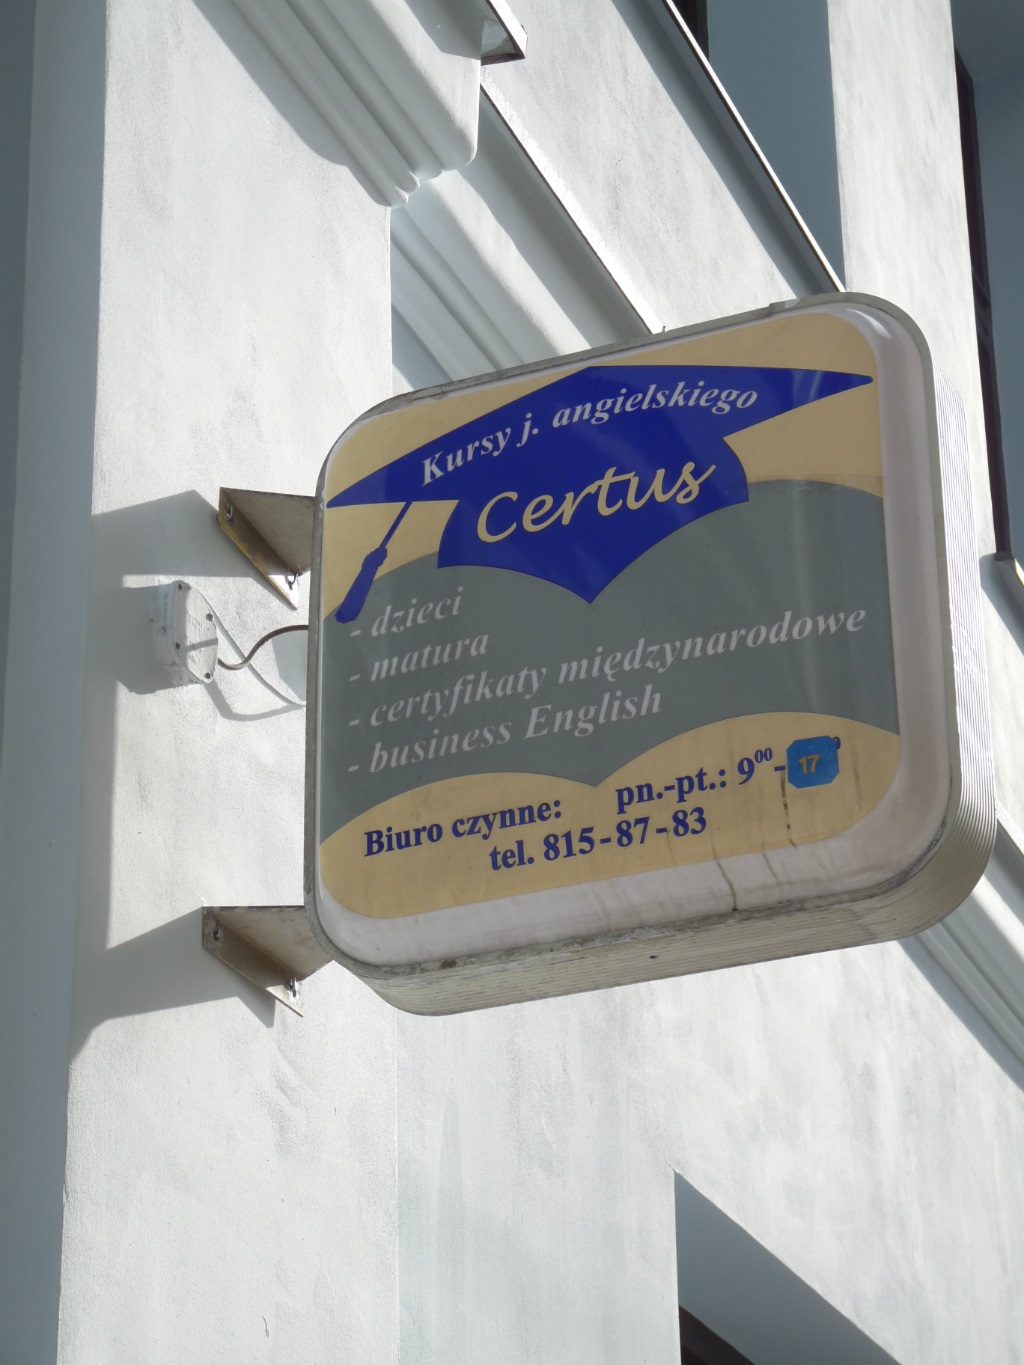 Kursy j. angielskiego
Certus
- dzieci
- matura
- certyfikaty międzynarodowe
- business English
Biuro czynne: pn.-pt.: 9⁰⁰- 17
tel. 815-87-83